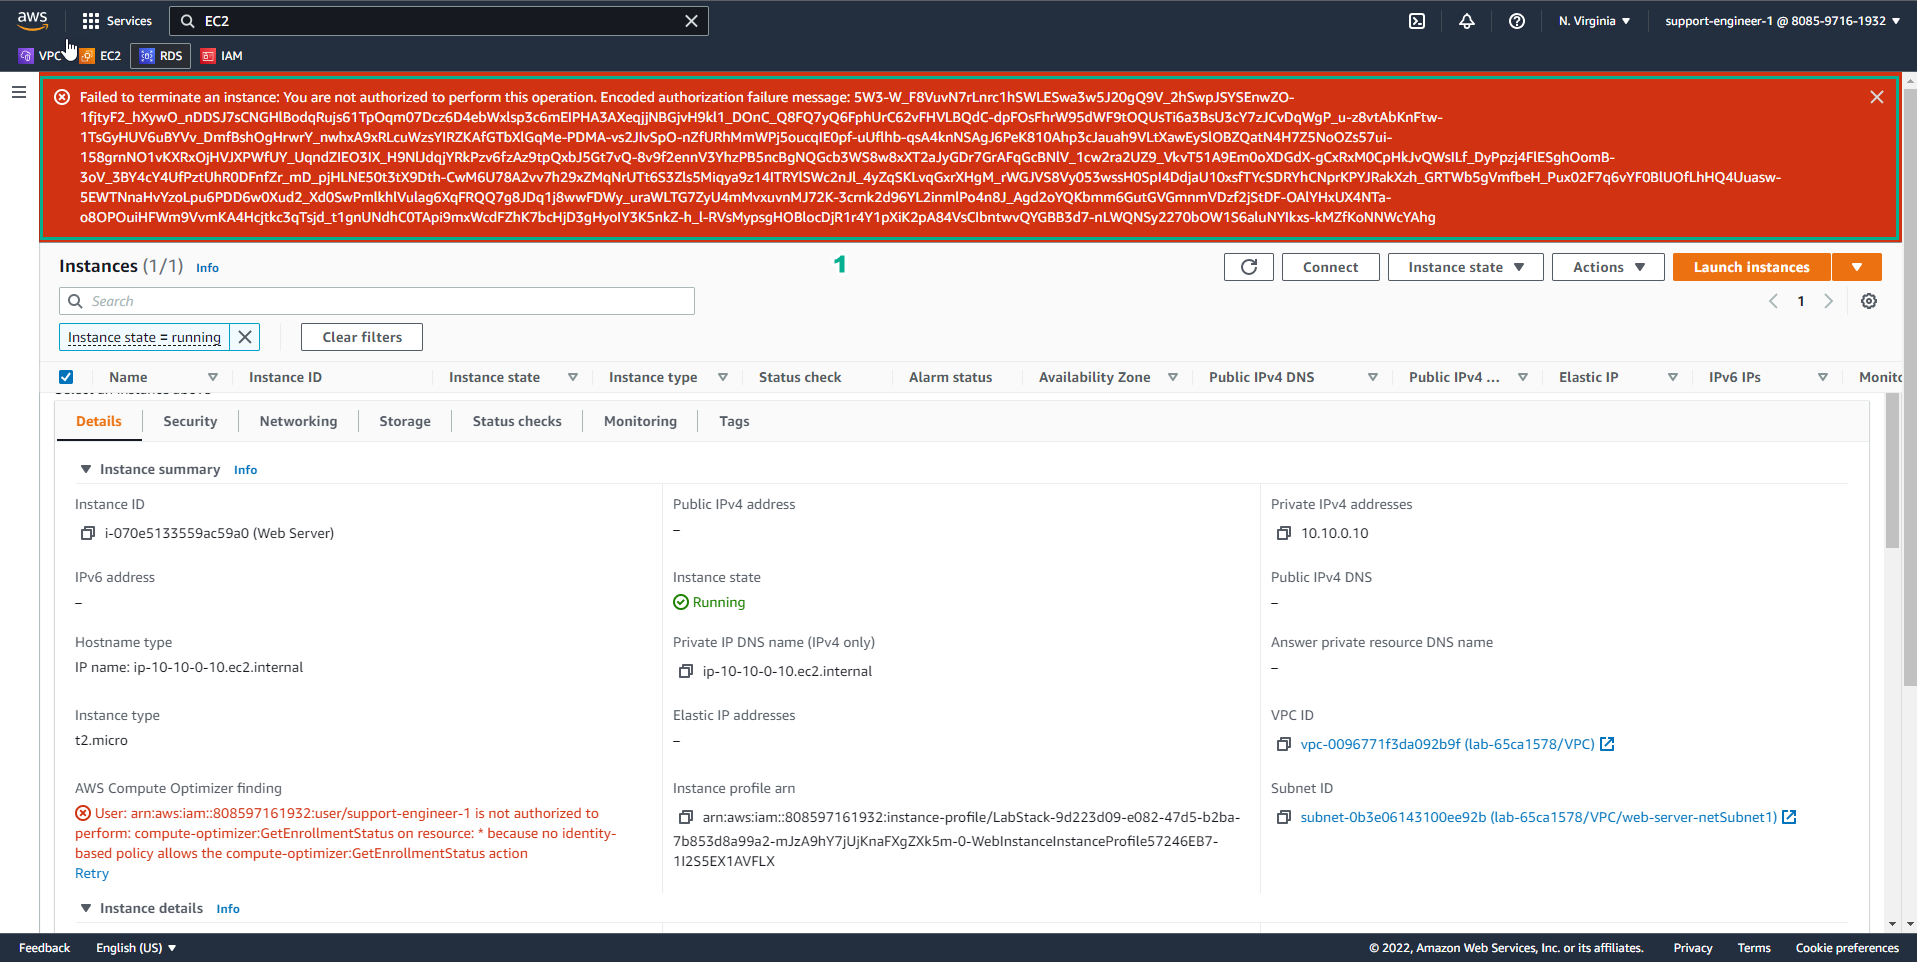 aws
Services
EC2
N. Virginia
support-engineer-1 @ 8085-9716-1932
VPC
EC2
RDS
IAM
Failed to terminate an instance: You are not authorized to perform this operation. Encoded authorization failure message: 5W3-W_F8VuvN7rLnrc1hSWLESwa3w5J20gQ9V_2hSwpJSYSEnwZO-
1fjtyF2_hXywO_nDDSJ7sCNGHlBodqRujs61TpOqm07Dcz6D4ebWxlsp3c6mEIPHA3AXeqjjNBGjvH9kl1_DOnC_Q8FQ7yQ6FphUrC62vFHVLBQdC-dpFOsFhrW95dWF9tOQUsTi6a3BsU3cY7zJCvDqWgP_u-z8vtAbKnFtw-
1TsGyHUV6uBYVv_DmfBshOgHrwrY_nwhxA9xRLcuWzsYIRZKAfGTbXlGqMe-PDMA-vs2JIvSpO-nZfURhMmWPj5oucqIE0pf-uUflhb-qsA4knNSAgJ6PeK810Ahp3cJauah9VLtXawEySlOBZQatN4H7Z5NoOZs57ui-
158grnNO1vKXRxOjHVJXPWfUY_UqndZIEO3IX_H9NlJdqjYRkPzv6fzAz9tpQxbJ5Gt7vQ-8v9f2ennV3YhzPB5ncBgNQGcb3WS8w8xXT2aJyGDr7GrAFqGcBNlV_1cw2ra2UZ9_VkvT51A9Em0oXDGdX-gCxRxM0CpHkJvQWsILf_DyPpzj4FlESghOomB-
3oV_3BY4cY4UfPztUhR0DFnfZr_mD_pjHLNE50t3tX9Dth-CwM6U78A2vv7h29xZMqNrUTt6S3Zls5Miqya9z14ITRYlSWc2nJl_4yZqSKLvqGxrXHgM_rWGJVS8Vy053wssH0SpI4DdjaU10xsfTYcSDRYhCNprKPYJRakXzh_GRTWb5gVmfbeH_Pux02F7q6vYF0BlUOfLhHQ4Uuasw-
5EWTNnaHvYzoLpu6PDD6w0Xud2_Xd0SwPmlkhlVulag6XqFRQQ7g8JDq1j8wwFDWy_uraWLTG7ZyU4mMvxuvnMJ72K-3crnk2d96YL2inmlPo4n8J_Agd2oYQKbmm6GutGVGmnmVDzf2jStDF-OAlYHxUX4NTa-
o8OPOuiHFWm9VvmKA4Hcjtkc3qTsjd_t1gnUNdhC0TApi9mxWcdFZhK7bcHjD3gHyoIY3K5nkZ-h_l-RVsMypsgHOBlocDjR1r4Y1pXiK2pA84VsCIbntwvQYGBB3d7-nLWQNSy2270bOW1S6aluNYIkxs-kMZfKoNNWcYAhg
1
Instances (1/1) Info
Connect
Instance state
Actions
Launch instances
Search
1
Instance state = running
Clear filters
Name
Instance ID
Instance state
Instance type
Status check
Alarm status
Availability Zone
Public IPv4 DNS
Public IPv4 ...
Elastic IP
IPv6 IPs
Monito
Details
Security
Networking
Storage
Status checks
Monitoring
Tags
Instance summary Info
Instance ID
i-070e5133559ac59a0 (Web Server)
Public IPv4 address
–
Private IPv4 addresses
10.10.0.10
IPv6 address
–
Instance state
Running
Public IPv4 DNS
–
Hostname type
IP name: ip-10-10-0-10.ec2.internal
Private IP DNS name (IPv4 only)
ip-10-10-0-10.ec2.internal
Answer private resource DNS name
–
Instance type
t2.micro
Elastic IP addresses
–
VPC ID
vpc-0096771f3da092b9f (lab-65ca1578/VPC)
AWS Compute Optimizer finding
User: arn:aws:iam::808597161932:user/support-engineer-1 is not authorized to
perform: compute-optimizer:GetEnrollmentStatus on resource: * because no identity-
based policy allows the compute-optimizer:GetEnrollmentStatus action
Retry
Instance profile arn
arn:aws:iam::808597161932:instance-profile/LabStack-9d223d09-e082-47d5-b2ba-
7b853d8a99a2-mJzA9hY7jUjKnaFXgZXk5m-0-WebInstanceInstanceProfile57246EB7-
1I2S5EX1AVFLX
Subnet ID
subnet-0b3e06143100ee92b (lab-65ca1578/VPC/web-server-netSubnet1)
Instance details Info
Feedback
English (US)
© 2022, Amazon Web Services, Inc. or its affiliates.
Privacy
Terms
Cookie preferences